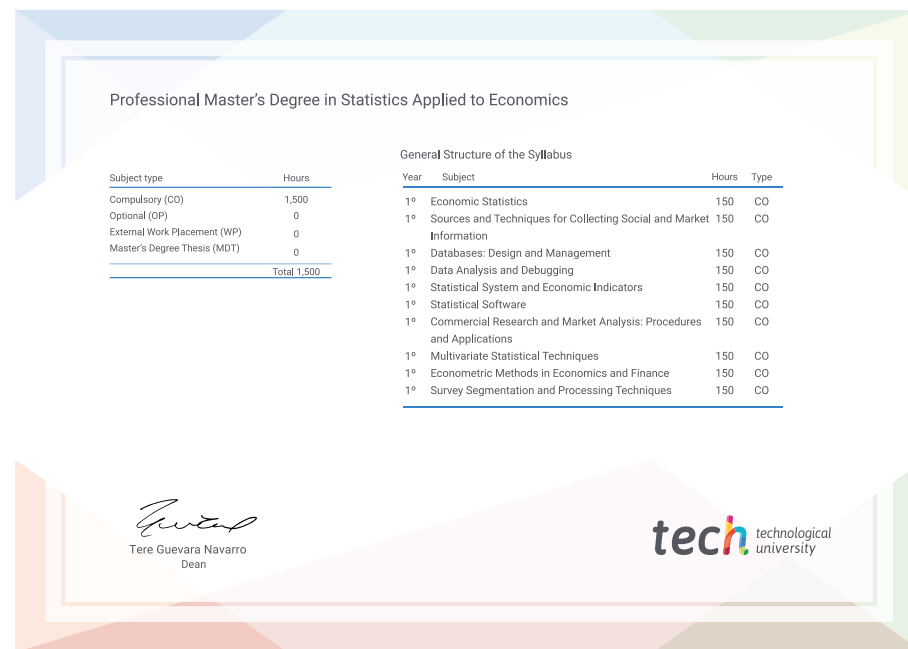 Professional Master's Degree in Statistics Applied to Economics
Subject type Hours
Compulsory (CO) 1,500
Optional (OP) 0
External Work Placement (WP) 0
Master's Degree Thesis (MDT) 0
Total 1,500
General Structure of the Syllabus
Year Subject Hours Type
1º Economic Statistics 150 CO
1º Sources and Techniques for Collecting Social and Market 150 CO
Information
1º Databases: Design and Management 150 CO
1º Data Analysis and Debugging 150 CO
1º Statistical System and Economic Indicators 150 CO
1º Statistical Software 150 CO
1º Commercial Research and Market Analysis: Procedures 150 CO
and Applications
1º Multivariate Statistical Techniques 150 CO
1º Econometric Methods in Economics and Finance 150 CO
1º Survey Segmentation and Processing Techniques 150 CO
Tere Guevara Navarro
Dean
tech technological
university